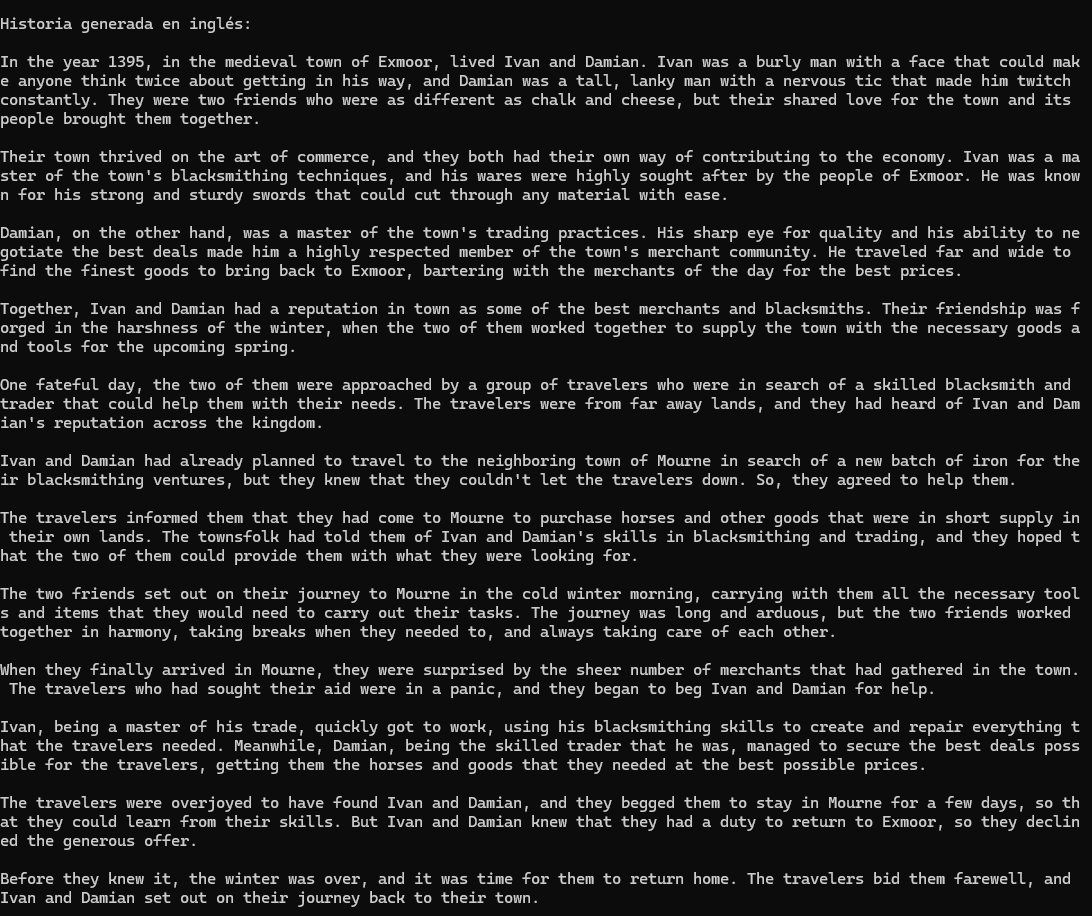 Historia generada en inglés:
In the year 1395, in the medieval town of Exmoor, lived Ivan and Damian. Ivan was a burly man with a face that could mak
e anyone think twice about getting in his way, and Damian was a tall, lanky man with a nervous tic that made him twitch
constantly. They were two friends who were as different as chalk and cheese, but their shared love for the town and its
people brought them together.
Their town thrived on the art of commerce, and they both had their own way of contributing to the economy. Ivan was a ma
ster of the town's blacksmithing techniques, and his wares were highly sought after by the people of Exmoor. He was know
n for his strong and sturdy swords that could cut through any material with ease.
Damian, on the other hand, was a master of the town's trading practices. His sharp eye for quality and his ability to ne
gotiate the best deals made him a highly respected member of the town's merchant community. He traveled far and wide to
find the finest goods to bring back to Exmoor, bartering with the merchants of the day for the best prices.
Together, Ivan and Damian had a reputation in town as some of the best merchants and blacksmiths. Their friendship was f
orged in the harshness of the winter, when the two of them worked together to supply the town with the necessary goods a
nd tools for the upcoming spring.
One fateful day, the two of them were approached by a group of travelers who were in search of a skilled blacksmith and
trader that could help them with their needs. The travelers were from far away lands, and they had heard of Ivan and Dam
ian's reputation across the kingdom.
Ivan and Damian had already planned to travel to the neighboring town of Mourne in search of a new batch of iron for the
ir blacksmithing ventures, but they knew that they couldn't let the travelers down. So, they agreed to help them.
The travelers informed them that they had come to Mourne to purchase horses and other goods that were in short supply in
their own lands. The townsfolk had told them of Ivan and Damian's skills in blacksmithing and trading, and they hoped t
hat the two of them could provide them with what they were looking for.
The two friends set out on their journey to Mourne in the cold winter morning, carrying with them all the necessary tool
s and items that they would need to carry out their tasks. The journey was long and arduous, but the two friends worked
together in harmony, taking breaks when they needed to, and always taking care of each other.
When they finally arrived in Mourne, they were surprised by the sheer number of merchants that had gathered in the town.
The travelers who had sought their aid were in a panic, and they began to beg Ivan and Damian for help.
Ivan, being a master of his trade, quickly got to work, using his blacksmithing skills to create and repair everything t
hat the travelers needed. Meanwhile, Damian, being the skilled trader that he was, managed to secure the best deals poss
ible for the travelers, getting them the horses and goods that they needed at the best possible prices.
The travelers were overjoyed to have found Ivan and Damian, and they begged them to stay in Mourne for a few days, so th
at they could learn from their skills. But Ivan and Damian knew that they had a duty to return to Exmoor, so they declin
ed the generous offer.
Before they knew it, the winter was over, and it was time for them to return home. The travelers bid them farewell, and
Ivan and Damian set out on their journey back to their town.